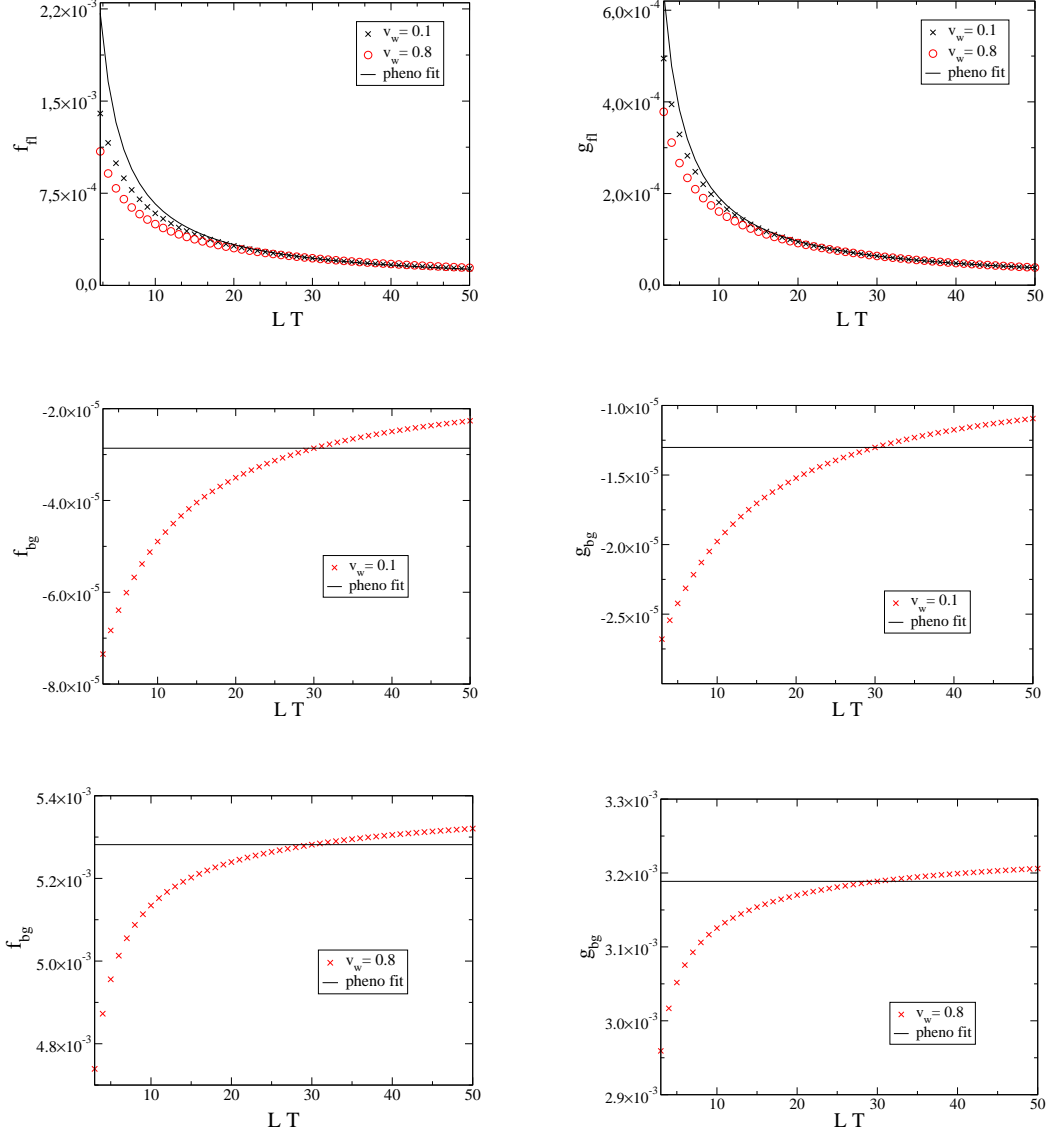 2,2×10⁻³
1,5×10⁻³
7,5×10⁻⁴
0,0
f_fl
10 20 30 40 50
L T
v_w = 0.1
v_w = 0.8
pheno fit
6,0×10⁻⁴
4,0×10⁻⁴
2,0×10⁻⁴
0,0
g_fl
10 20 30 40 50
L T
v_w = 0.1
v_w = 0.8
pheno fit
-2.0×10⁻⁵
-4.0×10⁻⁵
-6.0×10⁻⁵
-8.0×10⁻⁵
f_bg
10 20 30 40 50
L T
v_w = 0.1
pheno fit
-1.0×10⁻⁵
-1.5×10⁻⁵
-2.0×10⁻⁵
-2.5×10⁻⁵
g_bg
10 20 30 40 50
L T
v_w = 0.1
pheno fit
5.4×10⁻³
5.2×10⁻³
5.0×10⁻³
4.8×10⁻³
f_bg
10 20 30 40 50
L T
v_w = 0.8
pheno fit
3.3×10⁻³
3.2×10⁻³
3.1×10⁻³
3.0×10⁻³
2.9×10⁻³
g_bg
10 20 30 40 50
L T
v_w = 0.8
pheno fit